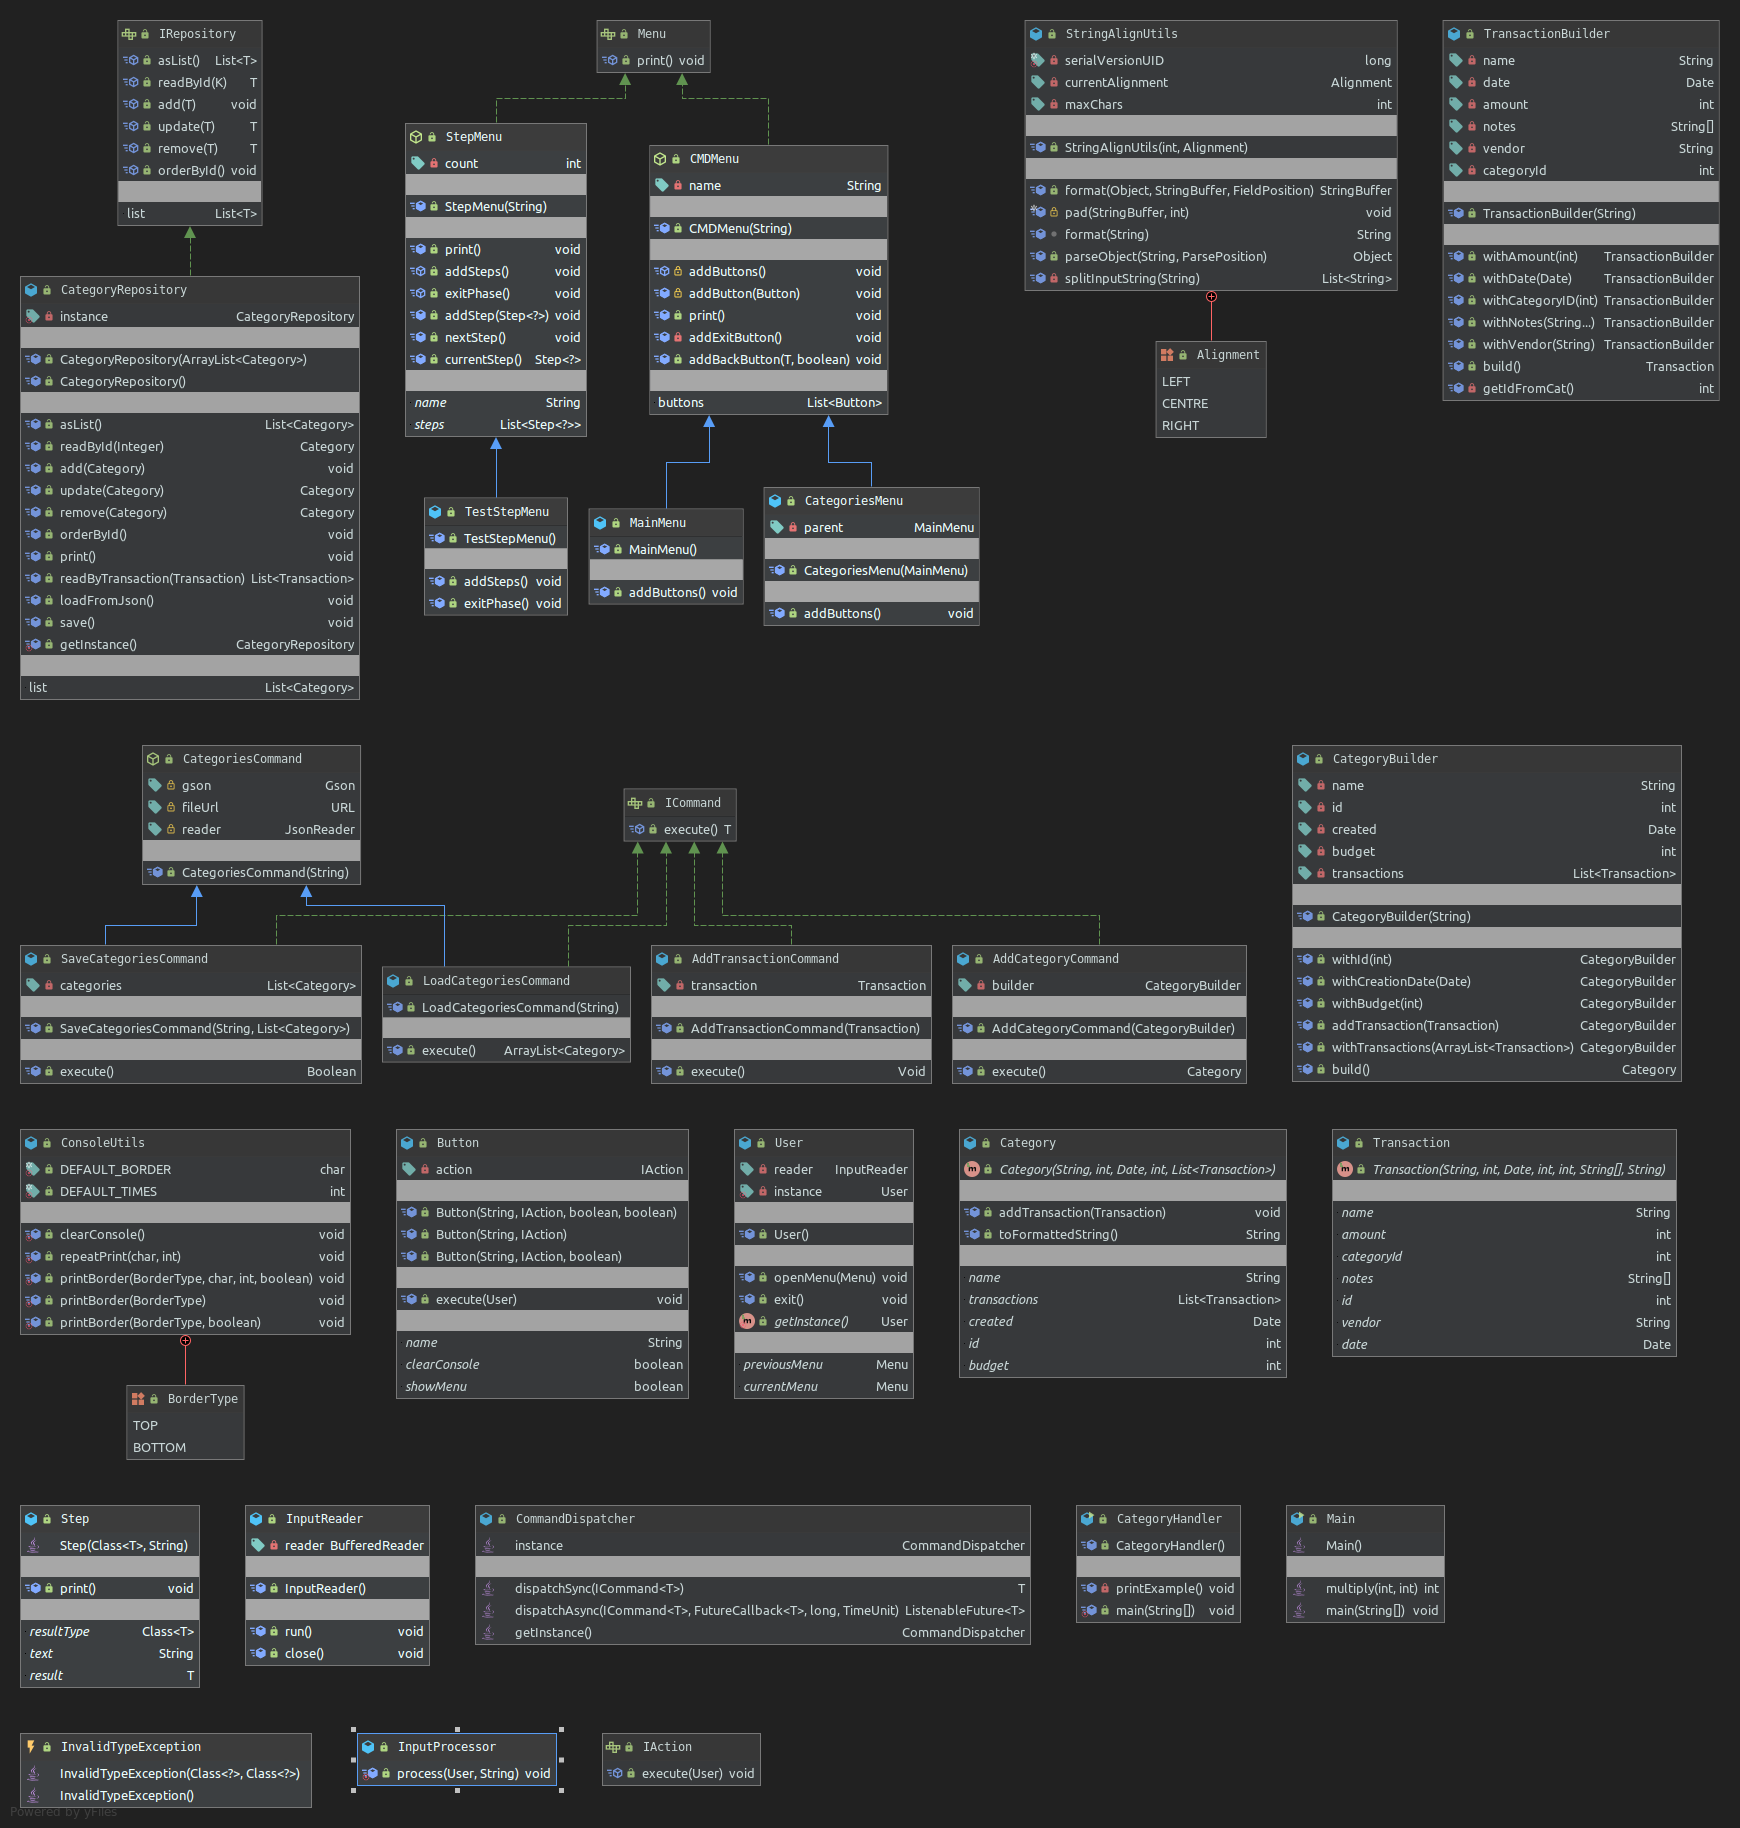 IRepository
asList() List<T>
readById(K) T
add(T) void
update(T) T
remove(T) T
orderById() void
list List<T>
Menu
print() void
StringAlignUtils
serialVersionUID long
currentAlignment Alignment
maxChars int
StringAlignUtils(int, Alignment)
format(Object, StringBuffer, FieldPosition) StringBuffer
pad(StringBuffer, int) void
format(String) String
parseObject(String, ParsePosition) Object
splitInputString(String) List<String>
TransactionBuilder
name String
date Date
amount int
notes String[]
vendor String
categoryId int
TransactionBuilder(String)
withAmount(int) TransactionBuilder
withDate(Date) TransactionBuilder
withCategoryID(int) TransactionBuilder
withNotes(String...) TransactionBuilder
withVendor(String) TransactionBuilder
build() Transaction
getIdFromCat() int
StepMenu
count int
StepMenu(String)
print() void
addSteps() void
exitPhase() void
addStep(Step<?>) void
nextStep() void
currentStep() Step<?>
name String
steps List<Step<?>>
CMDMenu
name String
CMDMenu(String)
addButtons() void
addButton(Button) void
print() void
addExitButton() void
addBackButton(T, boolean) void
buttons List<Button>
CategoryRepository
instance CategoryRepository
CategoryRepository(ArrayList<Category>)
CategoryRepository()
asList() List<Category>
readById(Integer) Category
add(Category) void
update(Category) Category
remove(Category) Category
orderById() void
print() void
readByTransaction(Transaction) List<Transaction>
loadFromJson() void
save() void
getInstance() CategoryRepository
list List<Category>
Alignment
LEFT
CENTRE
RIGHT
TestStepMenu
TestStepMenu()
addSteps() void
exitPhase() void
MainMenu
MainMenu()
addButtons() void
CategoriesMenu
parent MainMenu
CategoriesMenu(MainMenu)
addButtons() void
CategoriesCommand
gson Gson
fileUrl URL
reader JsonReader
CategoriesCommand(String)
ICommand
execute() T
CategoryBuilder
name String
id int
created Date
budget int
transactions List<Transaction>
CategoryBuilder(String)
withId(int) CategoryBuilder
withCreationDate(Date) CategoryBuilder
withBudget(int) CategoryBuilder
addTransaction(Transaction) CategoryBuilder
withTransactions(ArrayList<Transaction>) CategoryBuilder
build() Category
SaveCategoriesCommand
categories List<Category>
SaveCategoriesCommand(String, List<Category>)
execute() Boolean
LoadCategoriesCommand
LoadCategoriesCommand(String)
execute() ArrayList<Category>
AddTransactionCommand
transaction Transaction
AddTransactionCommand(Transaction)
execute() Void
AddCategoryCommand
builder CategoryBuilder
AddCategoryCommand(CategoryBuilder)
execute() Category
ConsoleUtils
DEFAULT_BORDER char
DEFAULT_TIMES int
clearConsole() void
repeatPrint(char, int) void
printBorder(BorderType, char, int, boolean) void
printBorder(BorderType) void
printBorder(BorderType, boolean) void
Button
action IAction
Button(String, IAction, boolean, boolean)
Button(String, IAction)
Button(String, IAction, boolean)
execute(User) void
name String
clearConsole boolean
showMenu boolean
User
reader InputReader
instance User
User()
openMenu(Menu) void
exit() void
m getInstance() User
previousMenu Menu
currentMenu Menu
Category
m Category(String, int, Date, int, List<Transaction>)
addTransaction(Transaction) void
toFormattedString() String
name String
transactions List<Transaction>
created Date
id int
budget int
Transaction
m Transaction(String, int, Date, int, int, String[], String)
name String
amount int
categoryId int
notes String[]
id int
vendor String
date Date
BorderType
TOP
BOTTOM
Step
Step(Class<T>, String)
print() void
resultType Class<T>
text String
result T
InputReader
reader BufferedReader
InputReader()
run() void
close() void
CommandDispatcher
instance CommandDispatcher
dispatchSync(ICommand<T>) T
dispatchAsync(ICommand<T>, FutureCallback<T>, long, TimeUnit) ListenableFuture<T>
getInstance() CommandDispatcher
CategoryHandler
CategoryHandler()
printExample() void
main(String[]) void
Main
Main()
multiply(int, int) int
main(String[]) void
InvalidTypeException
InvalidTypeException(Class<?>, Class<?>)
InvalidTypeException()
InputProcessor
process(User, String) void
IAction
execute(User) void
Powered by yFiles